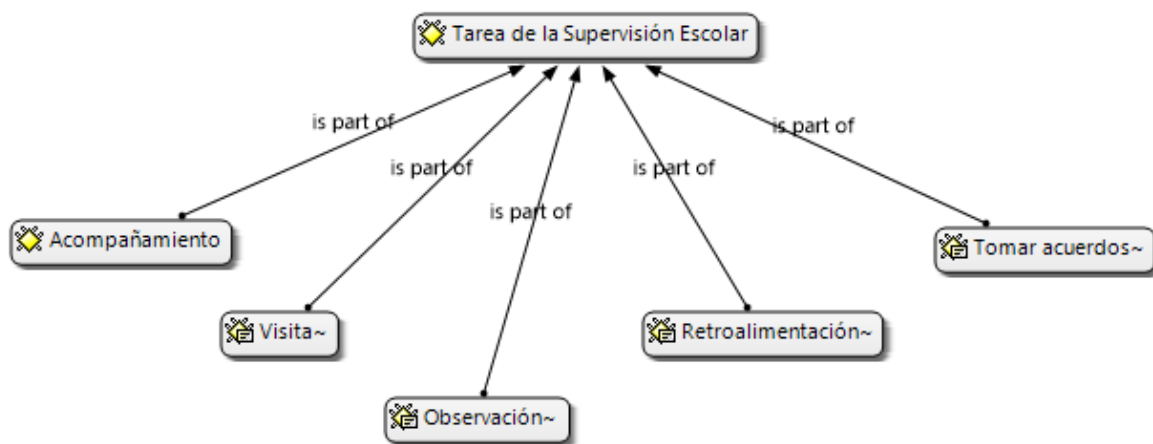 Tarea de la Supervisión Escolar
is part of
is part of
is part of
is part of
is part of
Acompañamiento
Tomar acuerdos~
Visita~
Retroalimentación~
Observación~